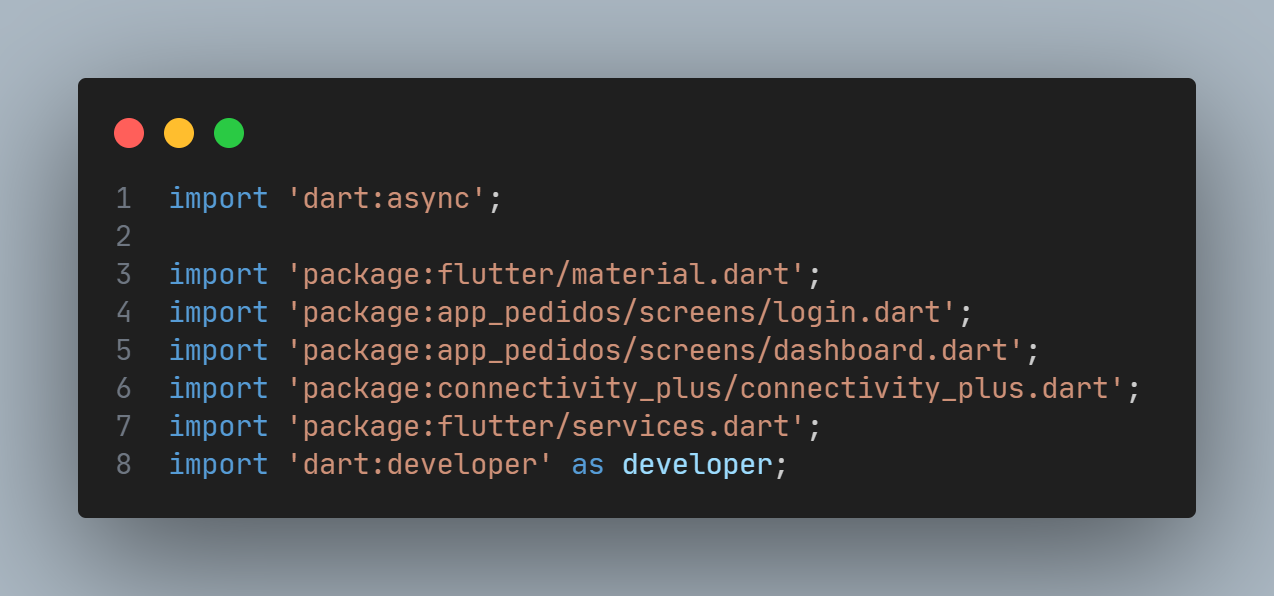 1 import 'dart:async';
2
3 import 'package:flutter/material.dart';
4 import 'package:app_pedidos/screens/login.dart';
5 import 'package:app_pedidos/screens/dashboard.dart';
6 import 'package:connectivity_plus/connectivity_plus.dart';
7 import 'package:flutter/services.dart';
8 import 'dart:developer' as developer;